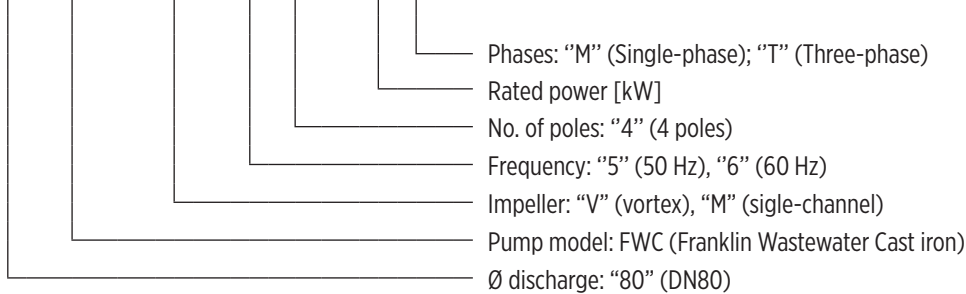 Phases: ‘’M’’ (Single-phase); ‘’T’’ (Three-phase)
Rated power [kW]
No. of poles: ‘’4’’ (4 poles)
Frequency: ‘’5’’ (50 Hz), ‘’6’’ (60 Hz)
Impeller: “V” (vortex), “M” (sigle-channel)
Pump model: FWC (Franklin Wastewater Cast iron)
Ø discharge: “80” (DN80)